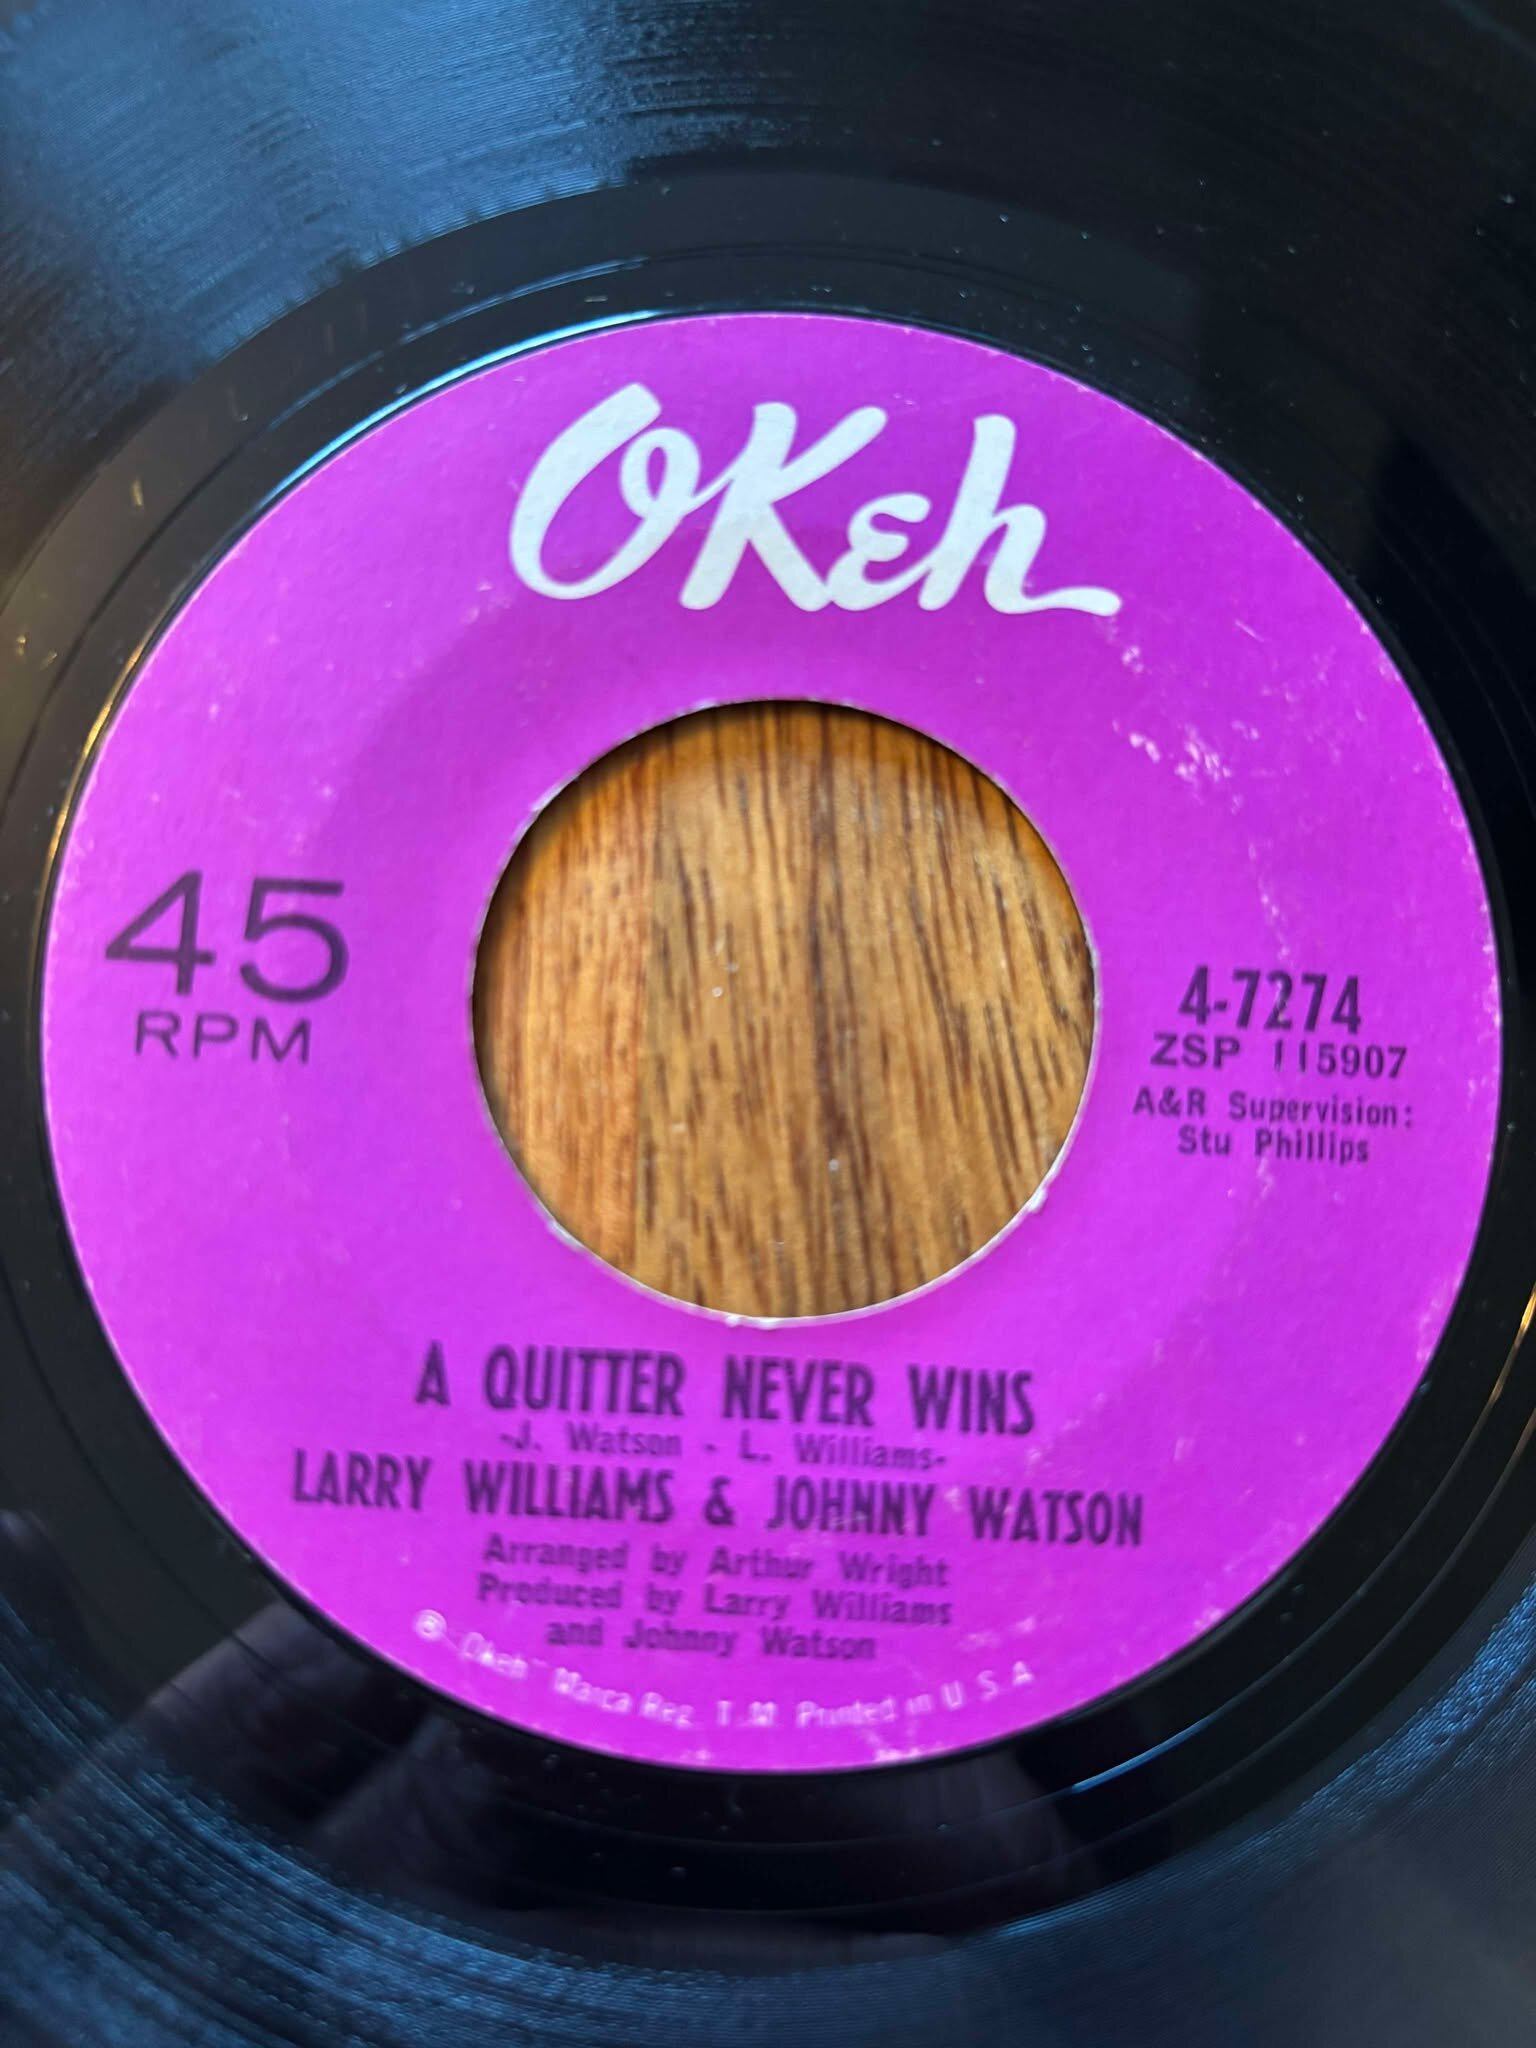 OKeh
45
RPM
4-7274
ZSP 115907
A&R Supervision:
Stu Phillips
A QUITTER NEVER WINS
-J. Watson - L. Williams-
LARRY WILLIAMS & JOHNNY WATSON
Arranged by Arthur Wright
Produced by Larry Williams
and Johnny Watson
® "Okeh" Marca Reg. T.M. Printed in U.S.A.